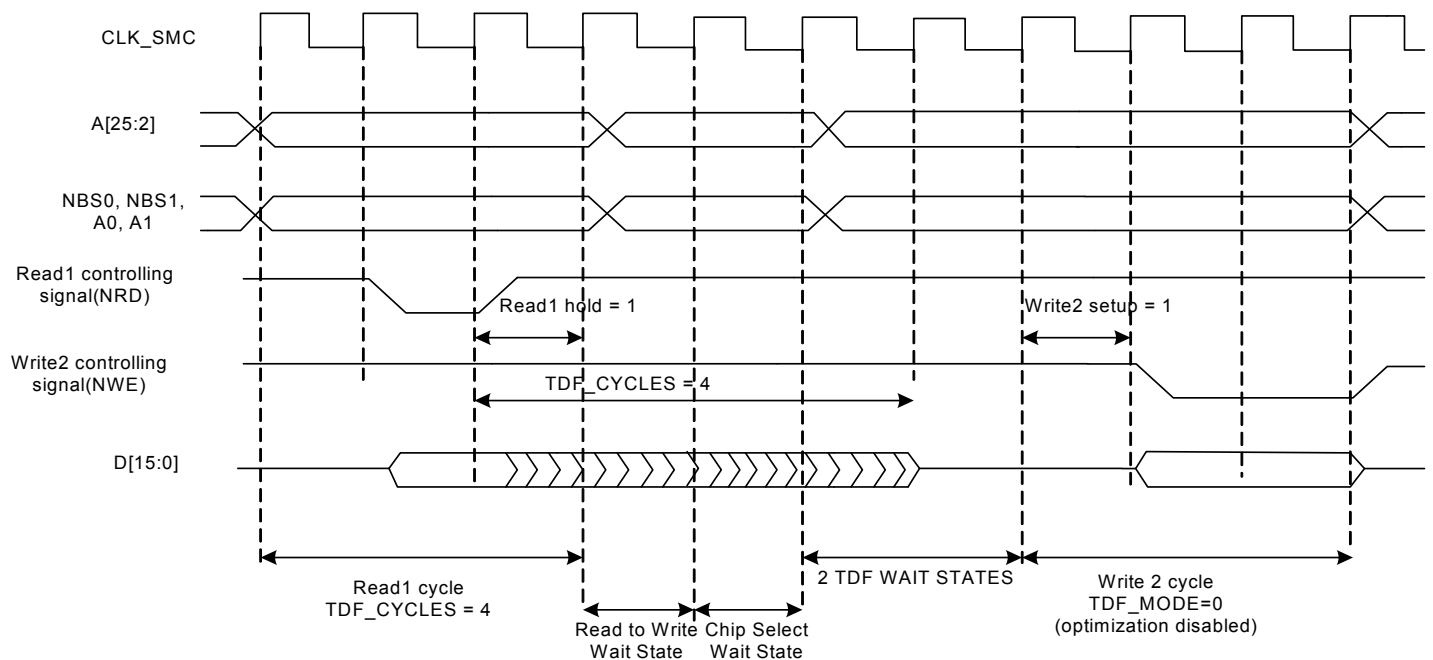 CLK_SMC
A[25:2]
NBS0, NBS1,
A0, A1
Read1 controlling
signal(NRD)
Read1 hold = 1
Write2 setup = 1
Write2 controlling
signal(NWE)
TDF_CYCLES = 4
D[15:0]
Read1 cycle
TDF_CYCLES = 4
Read to Write
Wait State
Chip Select
Wait State
2 TDF WAIT STATES
Write 2 cycle
TDF_MODE=0
(optimization disabled)